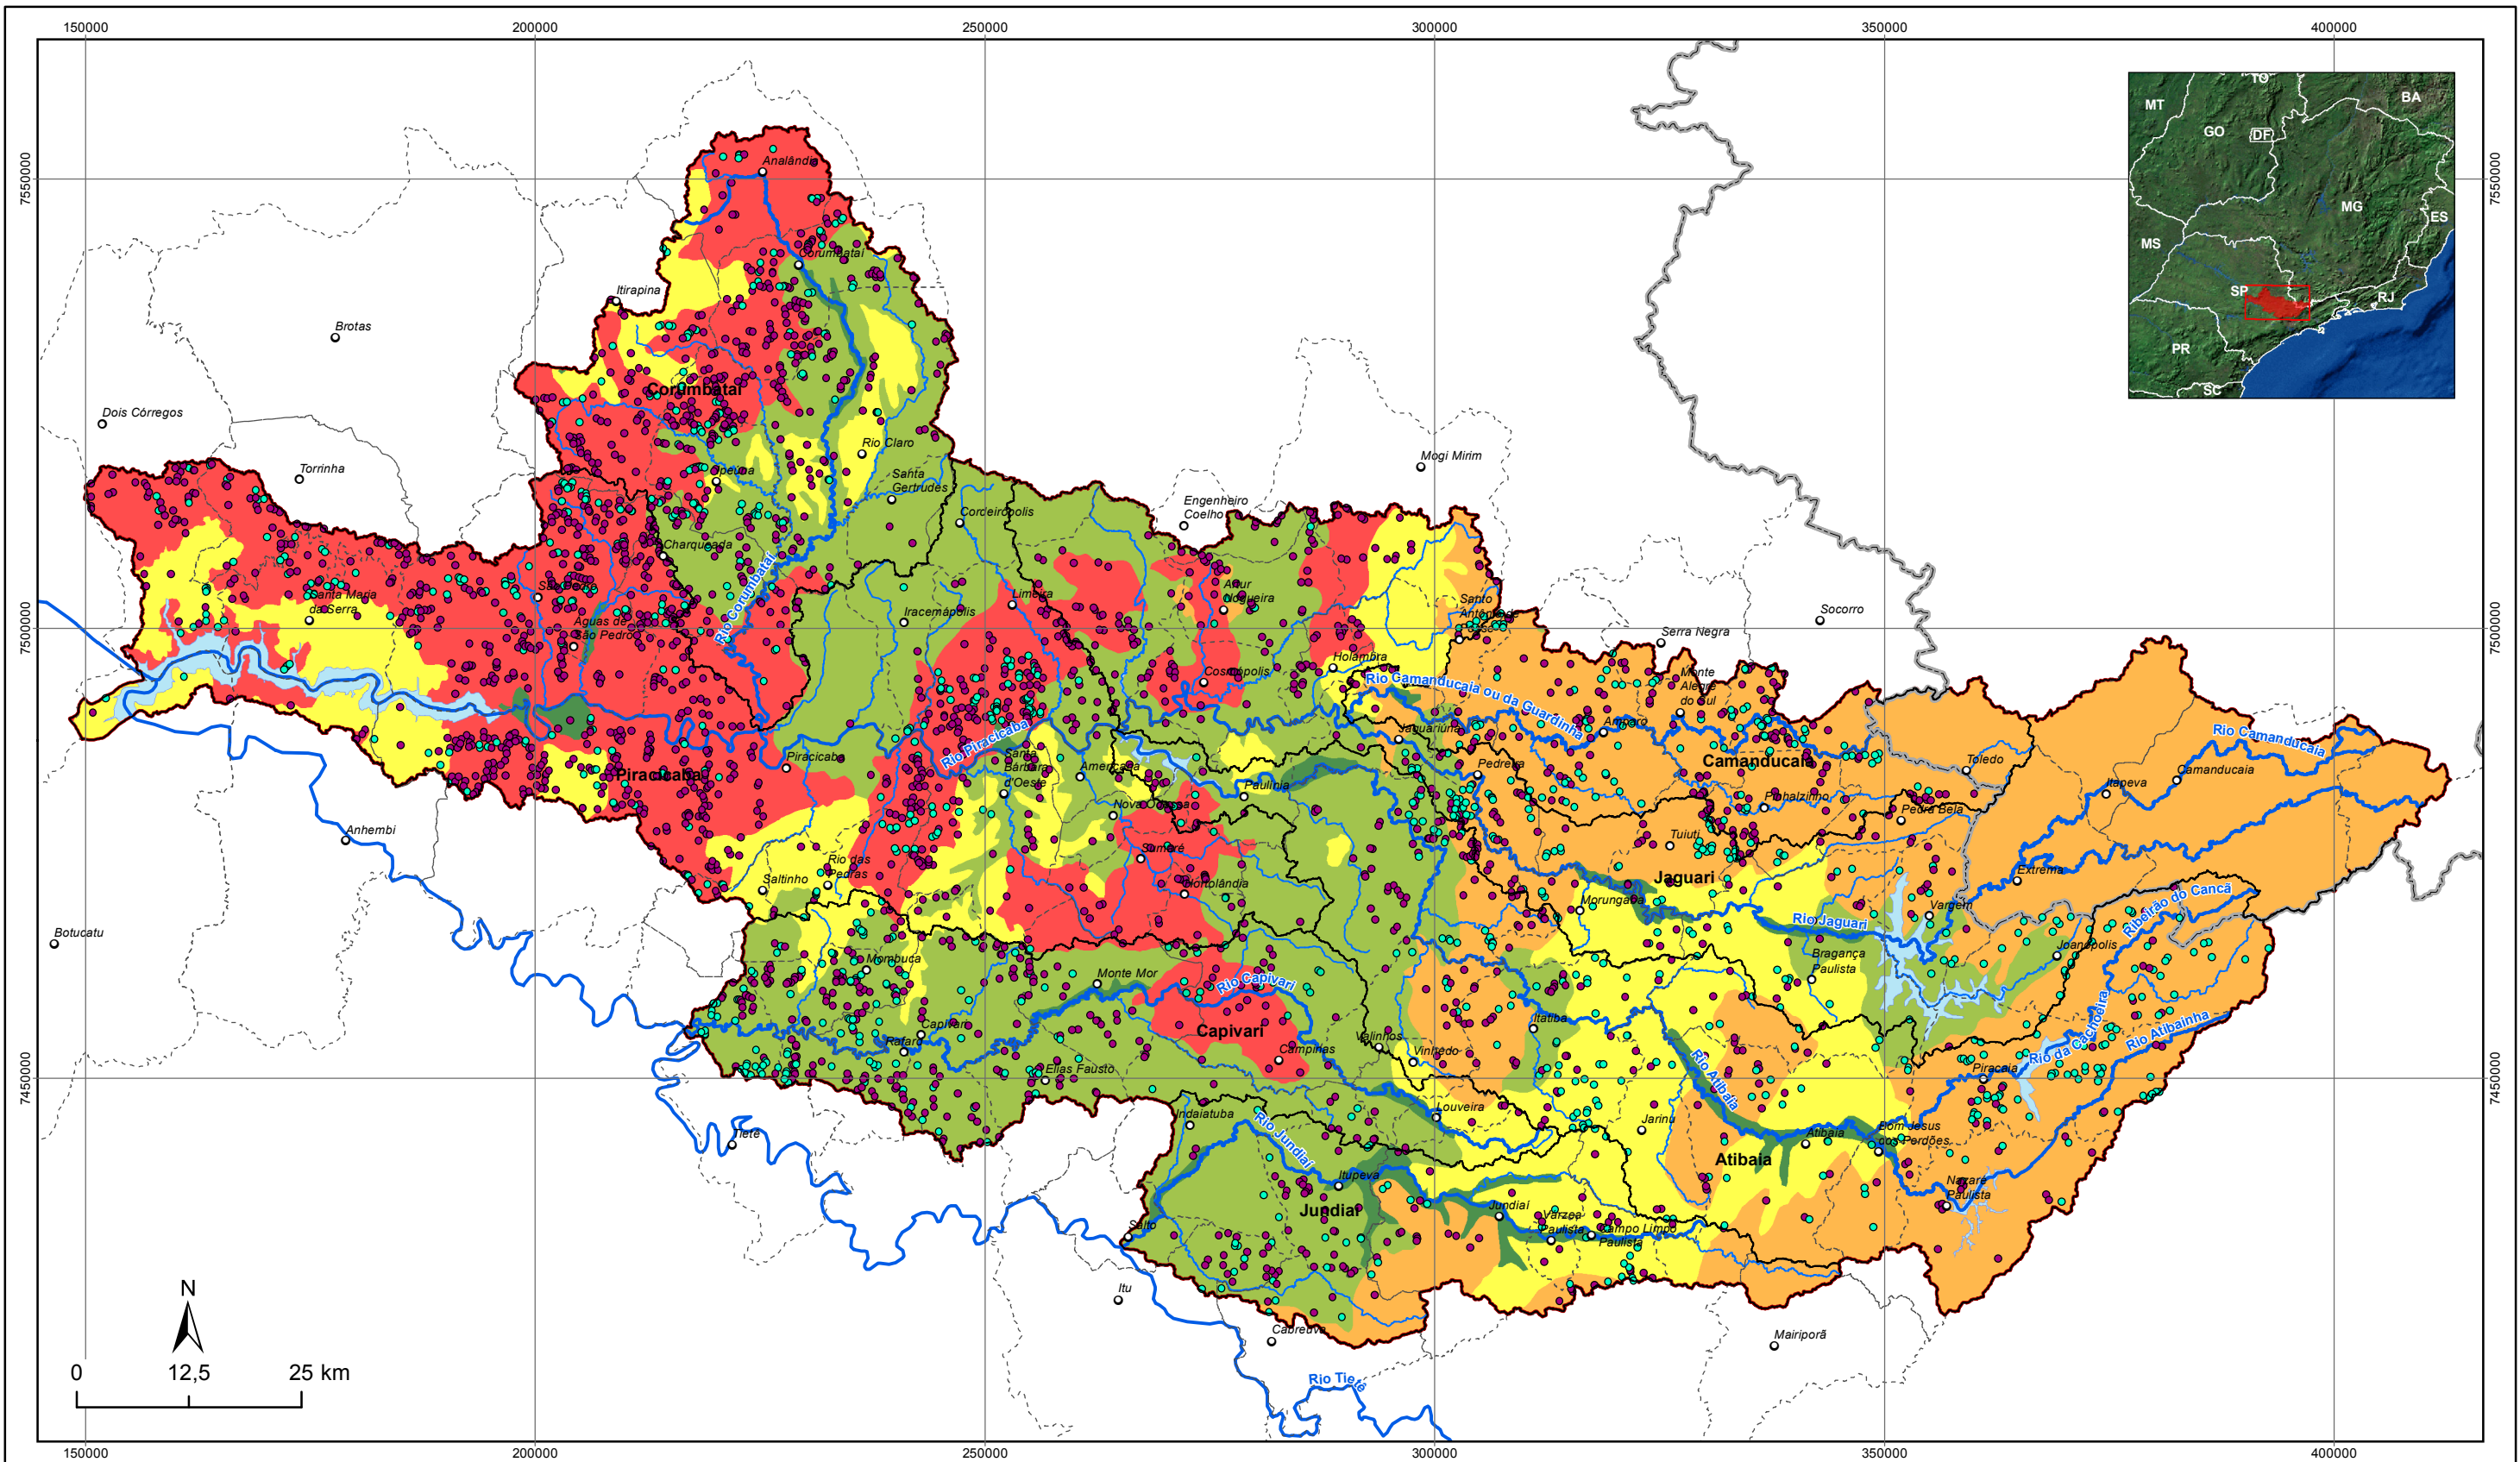 150000
200000
250000
300000
350000
400000
TO
BA
MT
GO
DF
MG
ES
MS
SP
RJ
PR
SC
7550000
7550000
Analândia
Corumbataí
Itirapina
Brotas
Corumbataí
Dois Córregos
Rio Claro
Torrinha
Ipeúna
Santa
Gertrudes
Mogi Mirim
Engenheiro
Coelho
Cordeirópolis
Charqueada
Rio Corumbataí
São Pedro
Santa Maria
da Serra
Águas de
São Pedro
Iracemápolis
Limeira
Artur
Nogueira
Santo
Antônio de
Posse
Socorro
Serra Negra
7500000
7500000
Holambra
Cosmópolis
Monte
Alegre
do Sul
Rio Camanducaia ou da Guardinha
Amparo
Jaguariúna
Rio Camanducaia
Rio Piracicaba
Piracicaba
Piracicaba
Santa
Bárbara
d'Oeste
Americana
Nova Odessa
Paulínia
Pedreira
Camanducaia
Pinhalzinho
Pedra Bela
Toledo
Itapeva
Camanducaia
Anhembi
Sumaré
Hortolândia
Tuiuti
Jaguari
Morungaba
Extrema
Vargem
Rio Jaguari
Ribeirão do Cancã
Joanópolis
Rio das
Pedras
Saltinho
Botucatu
Mombuca
Monte Mor
Rio Capivari
Capivari
Bragança
Paulista
Capivari
Rafard
Campinas
Valinhos
Vinhedo
Itatiba
Rio Atibaia
Rio da Cachoeira
Rio Atibainha
Piracaia
7450000
7450000
Elias Fausto
Tietê
Indaiatuba
Rio Jundiaí
Louveira
Jarinu
Atibaia
Atibaia
Bom Jesus
dos Perdões
Itupeva
Jundiaí
Jundiaí
Várzea
Paulista
Campo Limpo
Paulista
Nazaré
Paulista
Salto
Itu
Cabreúva
Mairiporã
Rio Tietê
N
0
12,5
25 km
150000
200000
250000
300000
350000
400000